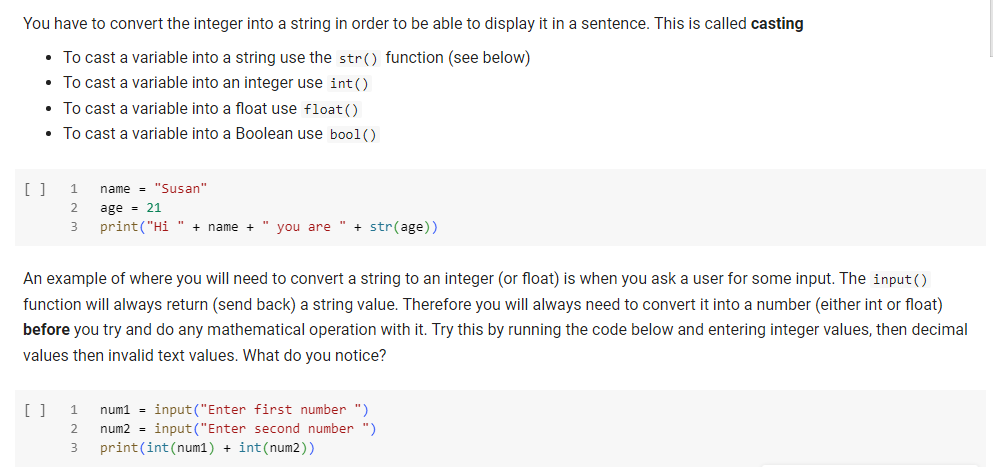 You have to convert the integer into a string in order to be able to display it in a sentence. This is called casting
• To cast a variable into a string use the str() function (see below)
• To cast a variable into an integer use int()
• To cast a variable into a float use float()
• To cast a variable into a Boolean use bool()
[ ] 1 name = "Susan"
2 age = 21
3 print("Hi " + name + " you are " + str(age))
An example of where you will need to convert a string to an integer (or float) is when you ask a user for some input. The input()
function will always return (send back) a string value. Therefore you will always need to convert it into a number (either int or float)
before you try and do any mathematical operation with it. Try this by running the code below and entering integer values, then decimal
values then invalid text values. What do you notice?
[ ] 1 num1 = input("Enter first number ")
2 num2 = input("Enter second number ")
3 print(int(num1) + int(num2))